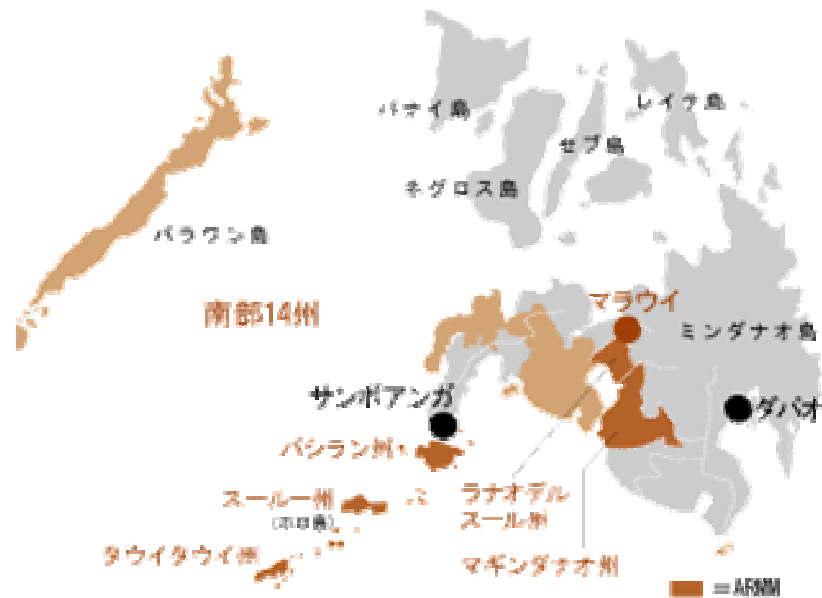 パナイ島
レイテ島
セブ島
ネグロス島
パラワン島
南部14州
マラウイ
ミンダナオ島
サンボアンガ
ダバオ
バシラン州
スールー州
(ホロ島)
ラナオデル
スール州
タウイタウイ州
マギンダナオ州
＝ARMM